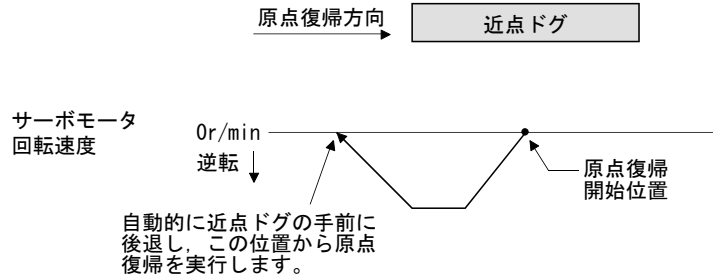 原点復帰方向
近点ドグ
サーボモータ
回転速度
0r/min
逆転
原点復帰
開始位置
自動的に近点ドグの手前に
後退し，この位置から原点
復帰を実行します。